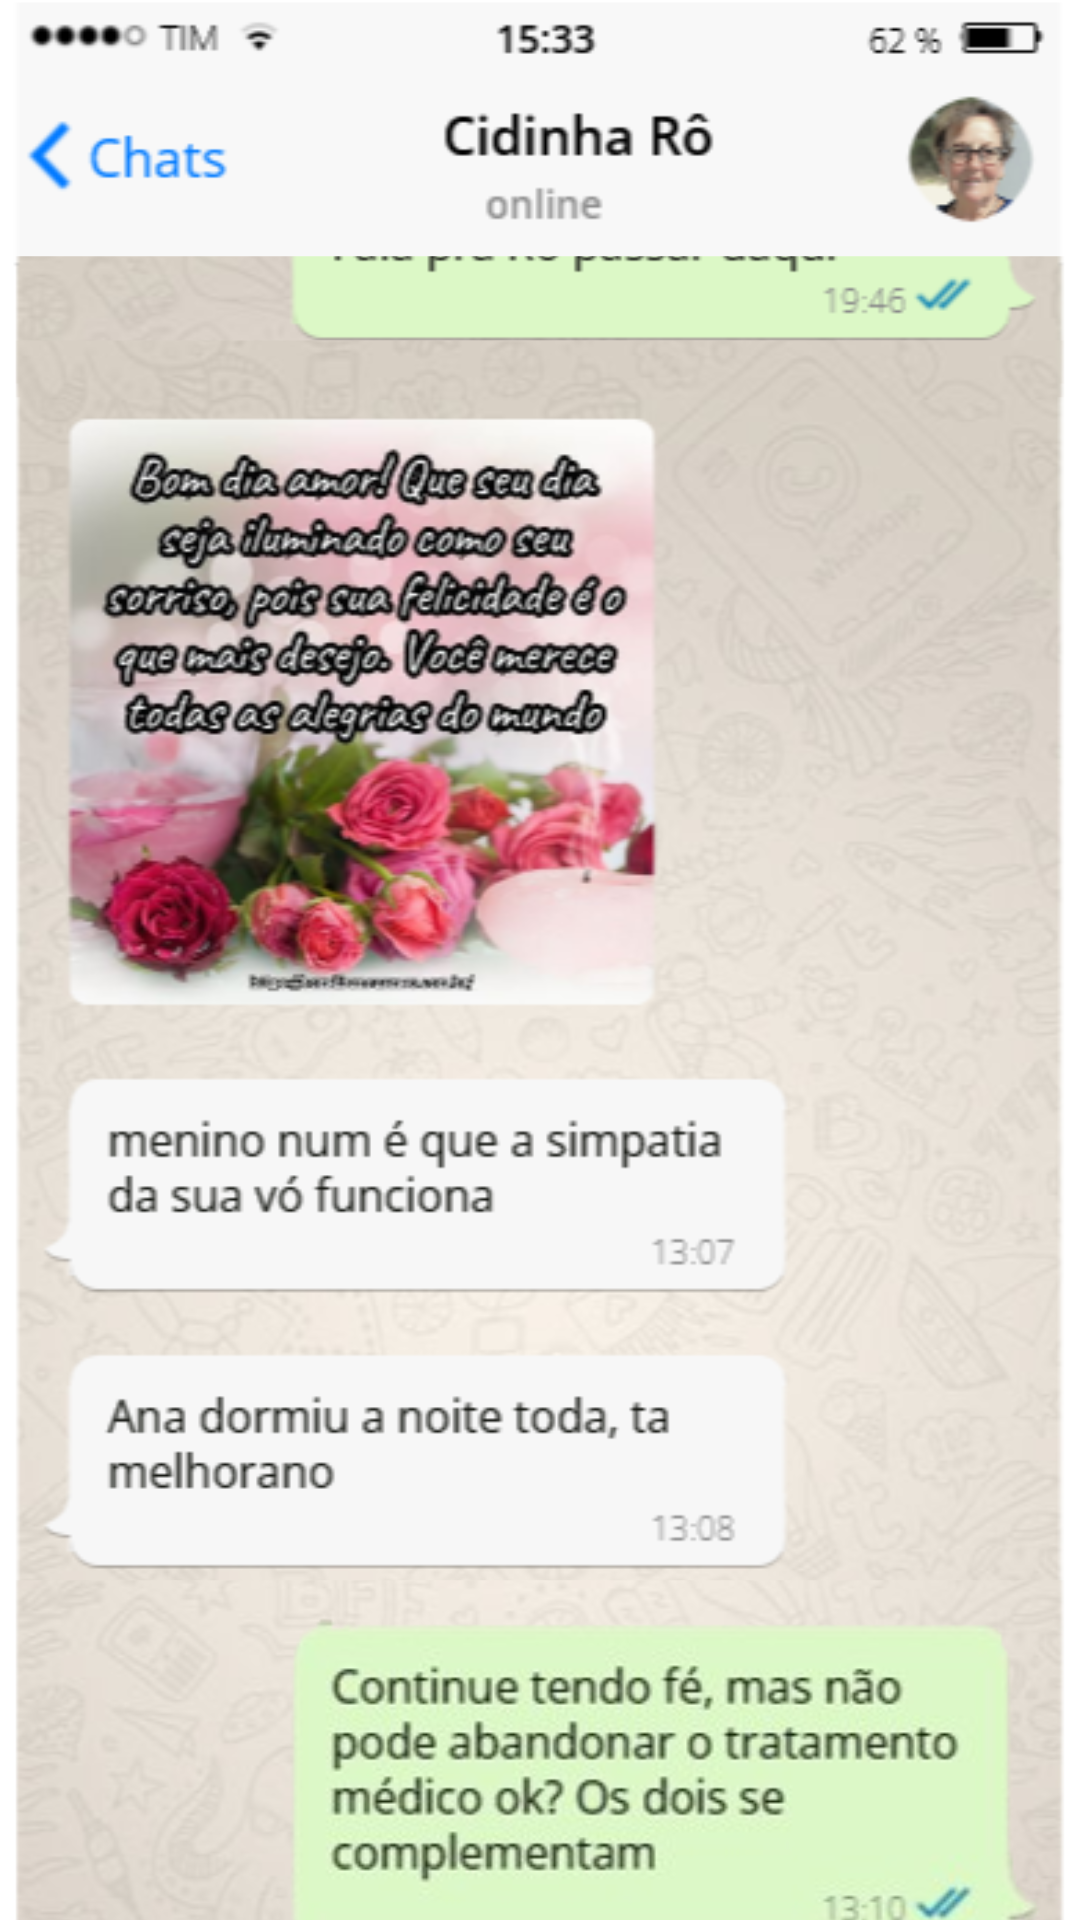 TIM 15:33 62 %
Chats Cidinha Rô
online
19:46
Bom dia amor! Que seu dia
seja iluminado como seu
sorriso, pois sua felicidade é o
que mais desejo. Você merece
todas as alegrias do mundo
menino num é que a simpatia
da sua vó funciona
13:07
Ana dormiu a noite toda, ta
melhorano
13:08
Continue tendo fé, mas não
pode abandonar o tratamento
médico ok? Os dois se
complementam
13:10